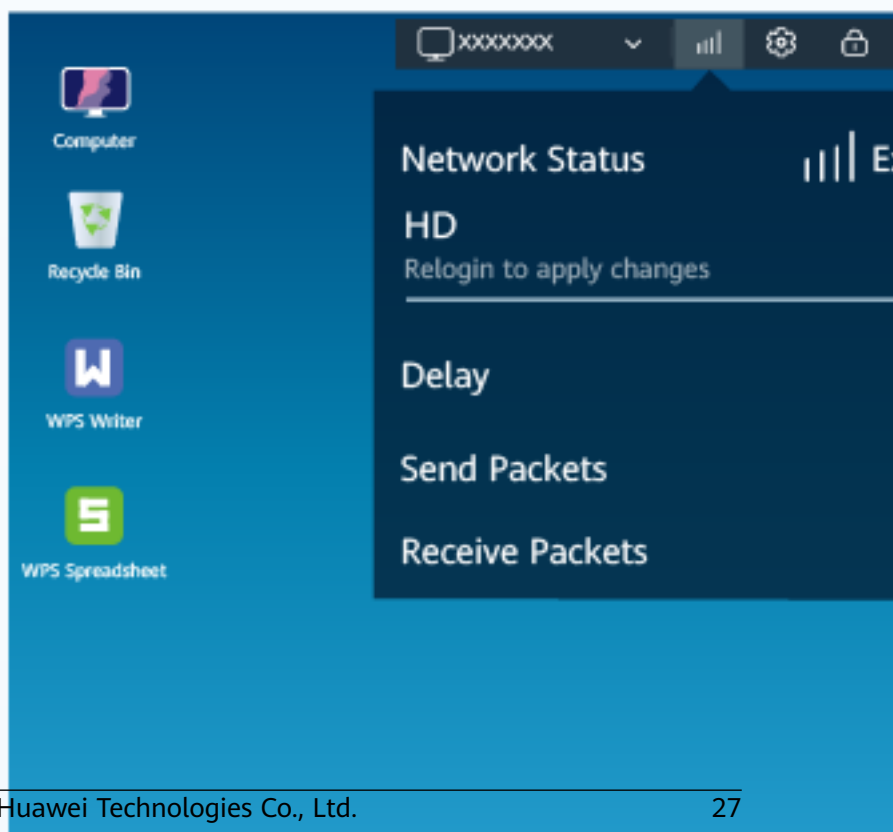 xxxxxxx
Computer
Network Status
HD
Relogin to apply changes
Recycle Bin
Delay
WPS Writer
Send Packets
Receive Packets
WPS Spreadsheet
Huawei Technologies Co., Ltd.
27